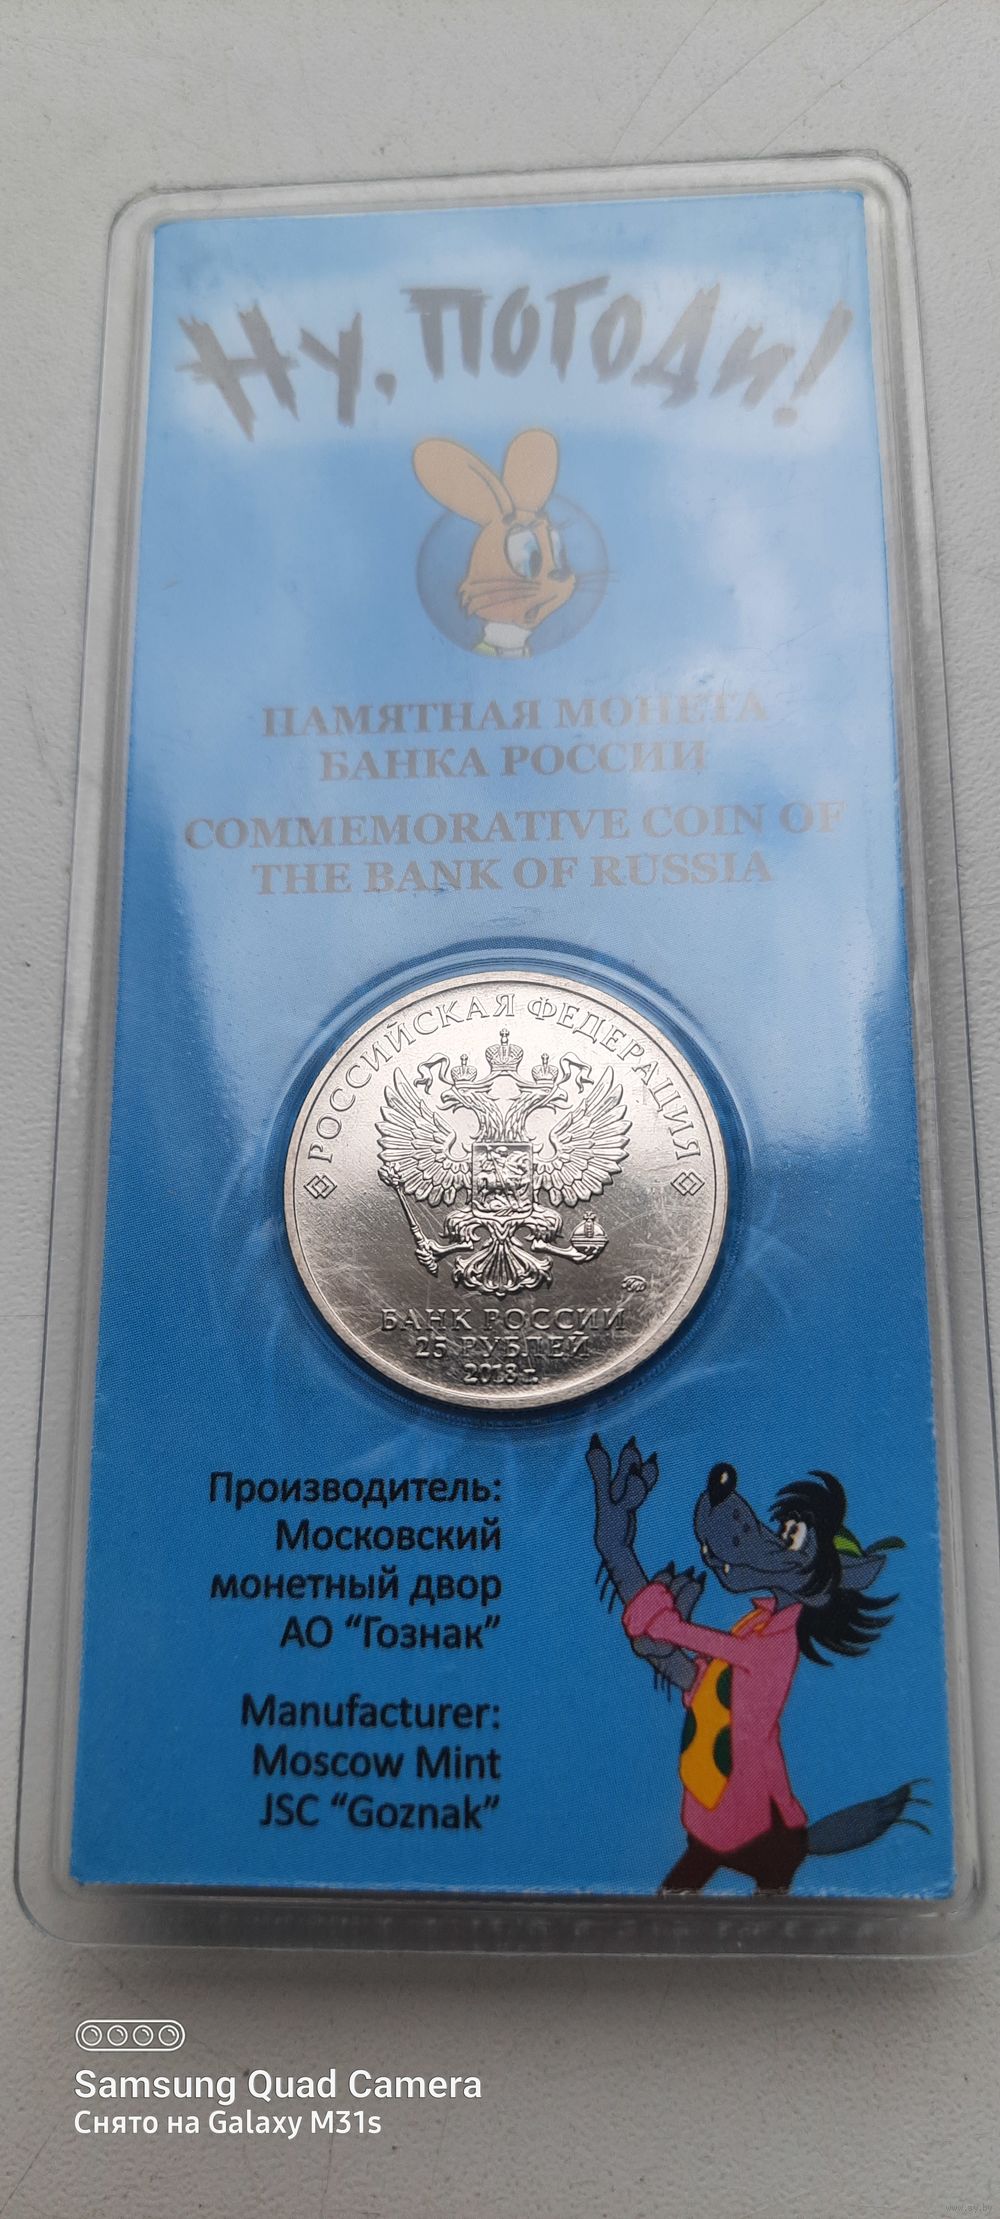 Ну, погоди!
ПАМЯТНАЯ МОНЕТА
БАНКА РОССИИ
COMMEMORATIVE COIN OF
THE BANK OF RUSSIA
РОССИЙСКАЯ ФЕДЕРАЦИЯ
БАНК РОССИИ
25 РУБЛЕЙ
2018 г.
Производитель:
Московский
монетный двор
АО “Гознак”
Manufacturer:
Moscow Mint
JSC “Goznak”
Samsung Quad Camera
Снято на Galaxy M31s